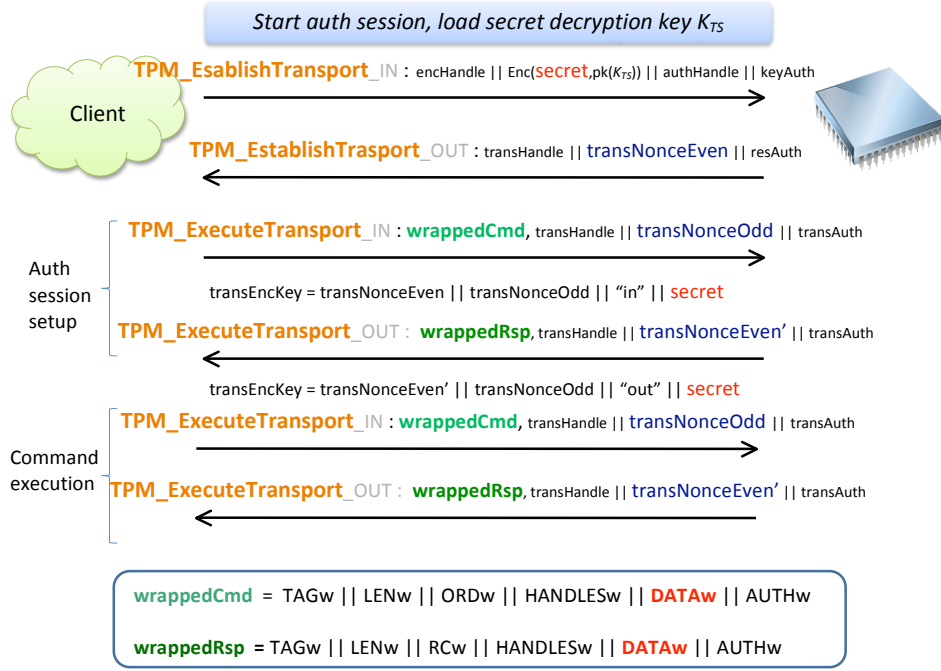 Start auth session, load secret decryption key K_TS
TPM_EsablishTransport_IN : encHandle || Enc(secret,pk(K_TS)) || authHandle || keyAuth
Client
TPM_EstablishTrasport_OUT : transHandle || transNonceEven || resAuth
TPM_ExecuteTransport_IN : wrappedCmd, transHandle || transNonceOdd || transAuth
Auth session setup
transEncKey = transNonceEven || transNonceOdd || “in” || secret
TPM_ExecuteTransport_OUT : wrappedRsp, transHandle || transNonceEven’ || transAuth
transEncKey = transNonceEven’ || transNonceOdd || “out” || secret
TPM_ExecuteTransport_IN : wrappedCmd, transHandle || transNonceOdd || transAuth
Command execution
TPM_ExecuteTransport_OUT : wrappedRsp, transHandle || transNonceEven’ || transAuth
wrappedCmd = TAGw || LENw || ORDw || HANDLESw || DATAw || AUTHw
wrappedRsp = TAGw || LENw || RCw || HANDLESw || DATAw || AUTHw